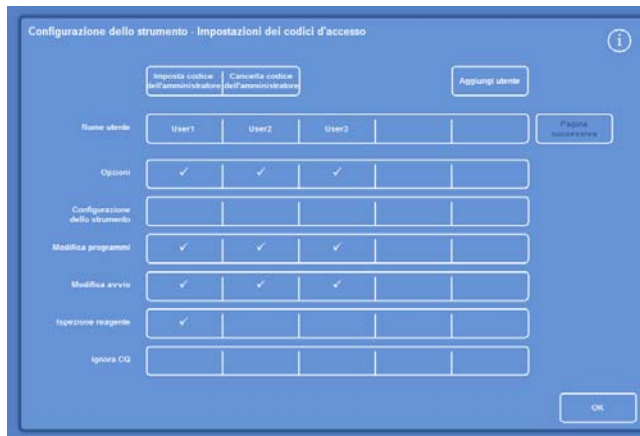 Configurazione dello strumento - Impostazioni dei codici d'accesso
Imposta codice dell'amministratore
Cancella codice dell'amministratore
Aggiungi utente
Nome utente
User1
User2
User3
Pagina successiva
Opzioni
✓ ✓ ✓
Configurazione
dello strumento
Modifica programmi
✓ ✓ ✓
Modifica avvio
✓ ✓ ✓
Ispezione reagente
✓
Ignora CQ
OK